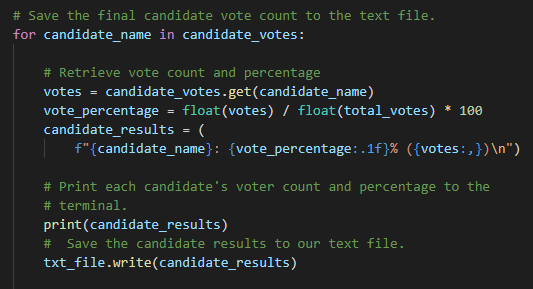 # Save the final candidate vote count to the text file.
for candidate_name in candidate_votes:
# Retrieve vote count and percentage
votes = candidate_votes.get(candidate_name)
vote_percentage = float(votes) / float(total_votes) * 100
candidate_results = (
f"{candidate_name}: {vote_percentage:.1f}% ({votes:,})\n")
# Print each candidate's voter count and percentage to the
# terminal.
print(candidate_results)
#  Save the candidate results to our text file.
txt_file.write(candidate_results)